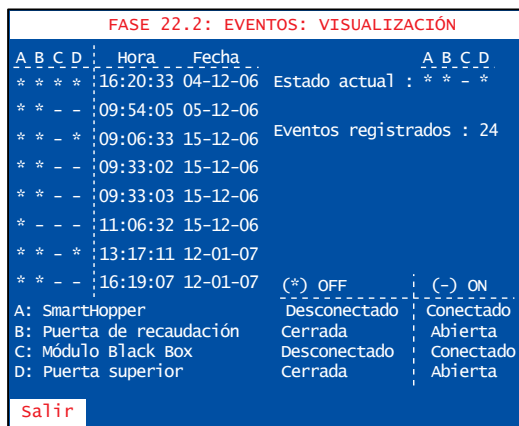 FASE 22.2: EVENTOS: VISUALIZACIÓN
A B C D Hora Fecha A B C D
* * * * 16:20:33 04-12-06 Estado actual : * * - *
* * - - 09:54:05 05-12-06
* * - * 09:06:33 15-12-06 Eventos registrados : 24
* * - - 09:33:02 15-12-06
* * - - 09:33:03 15-12-06
* - - - 11:06:32 15-12-06
* * - * 13:17:11 12-01-07
* * - - 16:19:07 12-01-07 (*) OFF (-) ON
A: SmartHopper Desconectado Conectado
B: Puerta de recaudación Cerrada Abierta
C: Módulo Black Box Desconectado Conectado
D: Puerta superior Cerrada Abierta
Salir